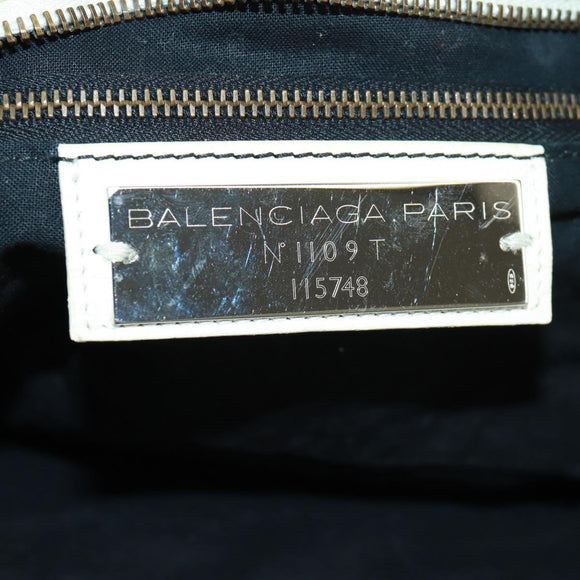 BALENCIAGA PARIS
N° 1109 T
115748